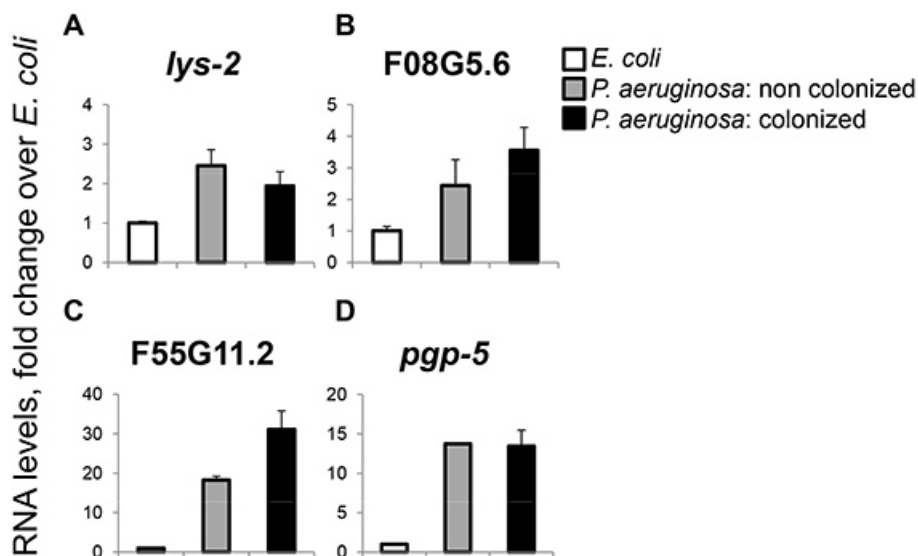 A
B
lys-2
F08G5.6
E. coli
P. aeruginosa: non colonized
P. aeruginosa: colonized
RNA levels, fold change over E. coli
4
3
2
1
0
5
4
3
2
1
0
C
D
F55G11.2
pgp-5
40
30
20
10
0
20
15
10
5
0